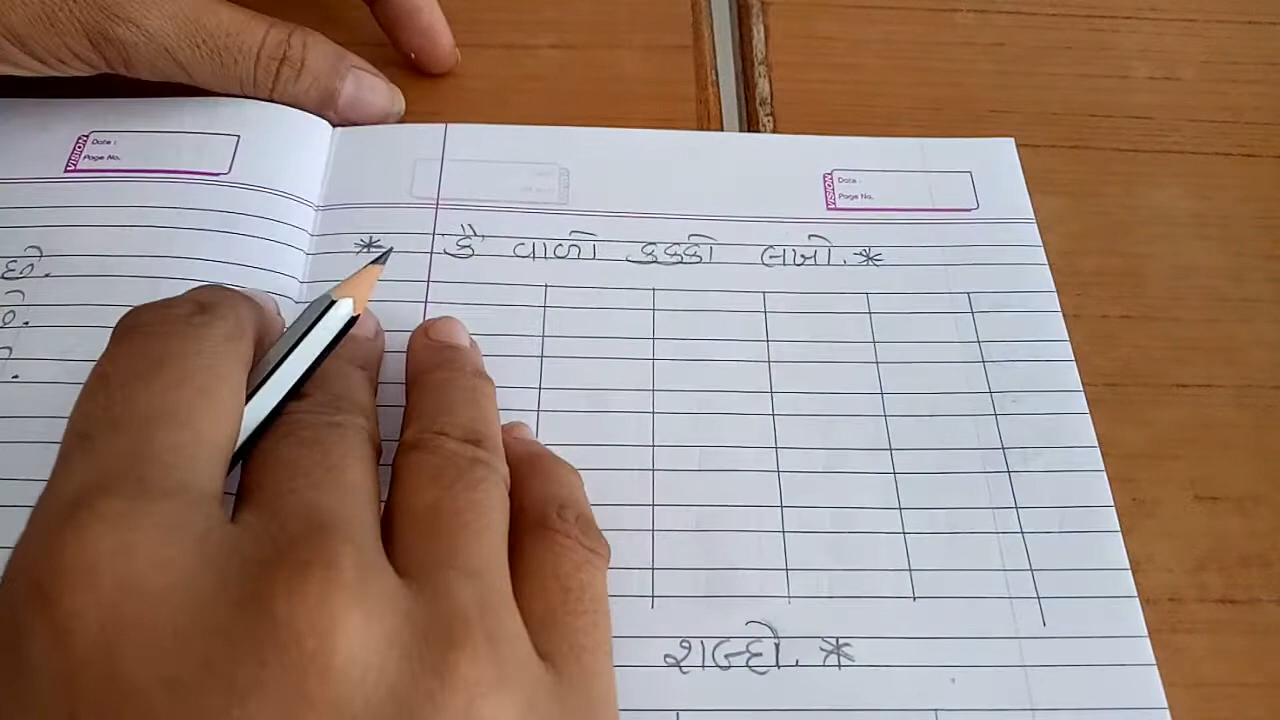 VISION Date :
Page No.
VISION Date :
Page No.
છે.
* કૈ વાળો કક્કો લખો. *
શબ્દો. *